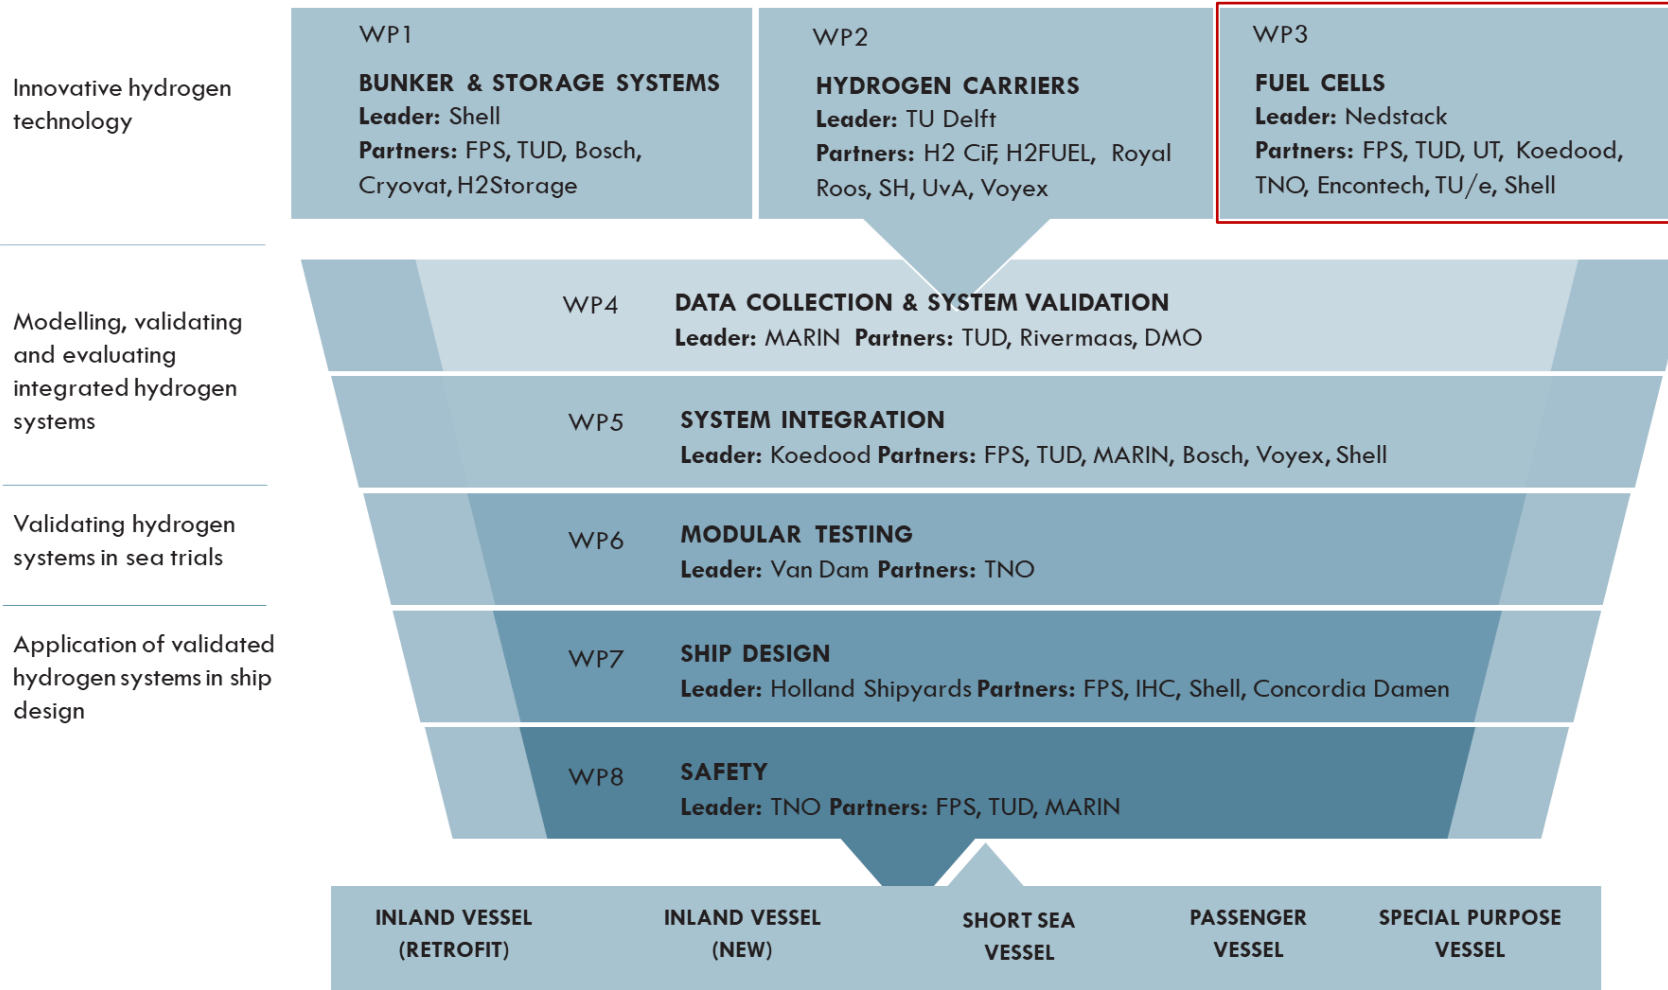 Innovative hydrogen
technology
WP1
BUNKER & STORAGE SYSTEMS
Leader: Shell
Partners: FPS, TUD, Bosch,
Cryovat, H2Storage
WP2
HYDROGEN CARRIERS
Leader: TU Delft
Partners: H2 CiF, H2FUEL, Royal
Roos, SH, UvA, Voyex
WP3
FUEL CELLS
Leader: Nedstack
Partners: FPS, TUD, UT, Koedood,
TNO, Encontech, TU/e, Shell
Modelling, validating
and evaluating
integrated hydrogen
systems
WP4 DATA COLLECTION & SYSTEM VALIDATION
Leader: MARIN Partners: TUD, Rivermaas, DMO
WP5 SYSTEM INTEGRATION
Leader: Koedood Partners: FPS, TUD, MARIN, Bosch, Voyex, Shell
Validating hydrogen
systems in sea trials
WP6 MODULAR TESTING
Leader: Van Dam Partners: TNO
Application of validated
hydrogen systems in ship
design
WP7 SHIP DESIGN
Leader: Holland Shipyards Partners: FPS, IHC, Shell, Concordia Damen
WP8 SAFETY
Leader: TNO Partners: FPS, TUD, MARIN
INLAND VESSEL
(RETROFIT)
INLAND VESSEL
(NEW)
SHORT SEA
VESSEL
PASSENGER
VESSEL
SPECIAL PURPOSE
VESSEL